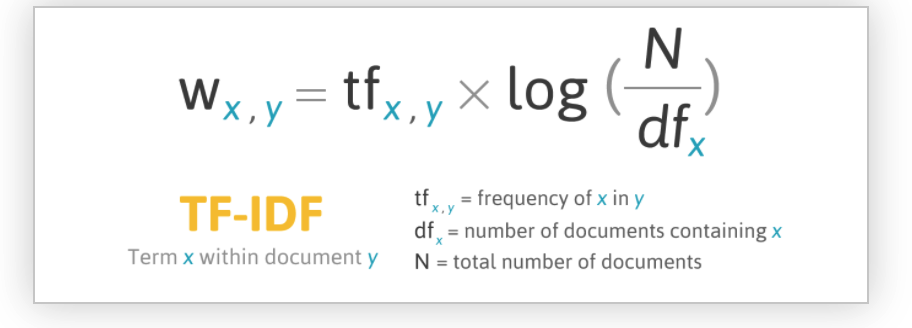 w x,y = tf x,y × log (N / df x)
TF-IDF
Term x within document y
tf x,y = frequency of x in y
df x = number of documents containing x
N = total number of documents